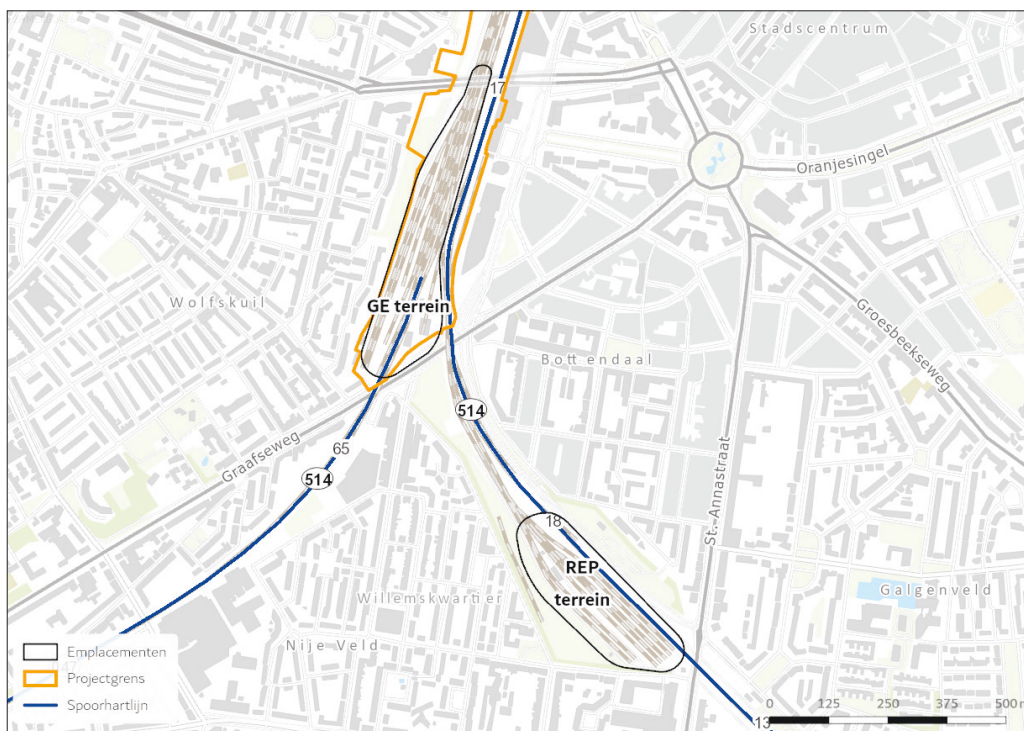 Stadscentrum
17
Oranjesingel
Wolfskuil
GE terrein
Bottendaal
Groesbeekseweg
514
Graafseweg
65
514
St.-Annastraat
18
REP
terrein
Galgenveld
Willemskwartier
Nije Veld
Emplacementen
Projectgrens
Spoorhartlijn
13
0 125 250 375 500 m